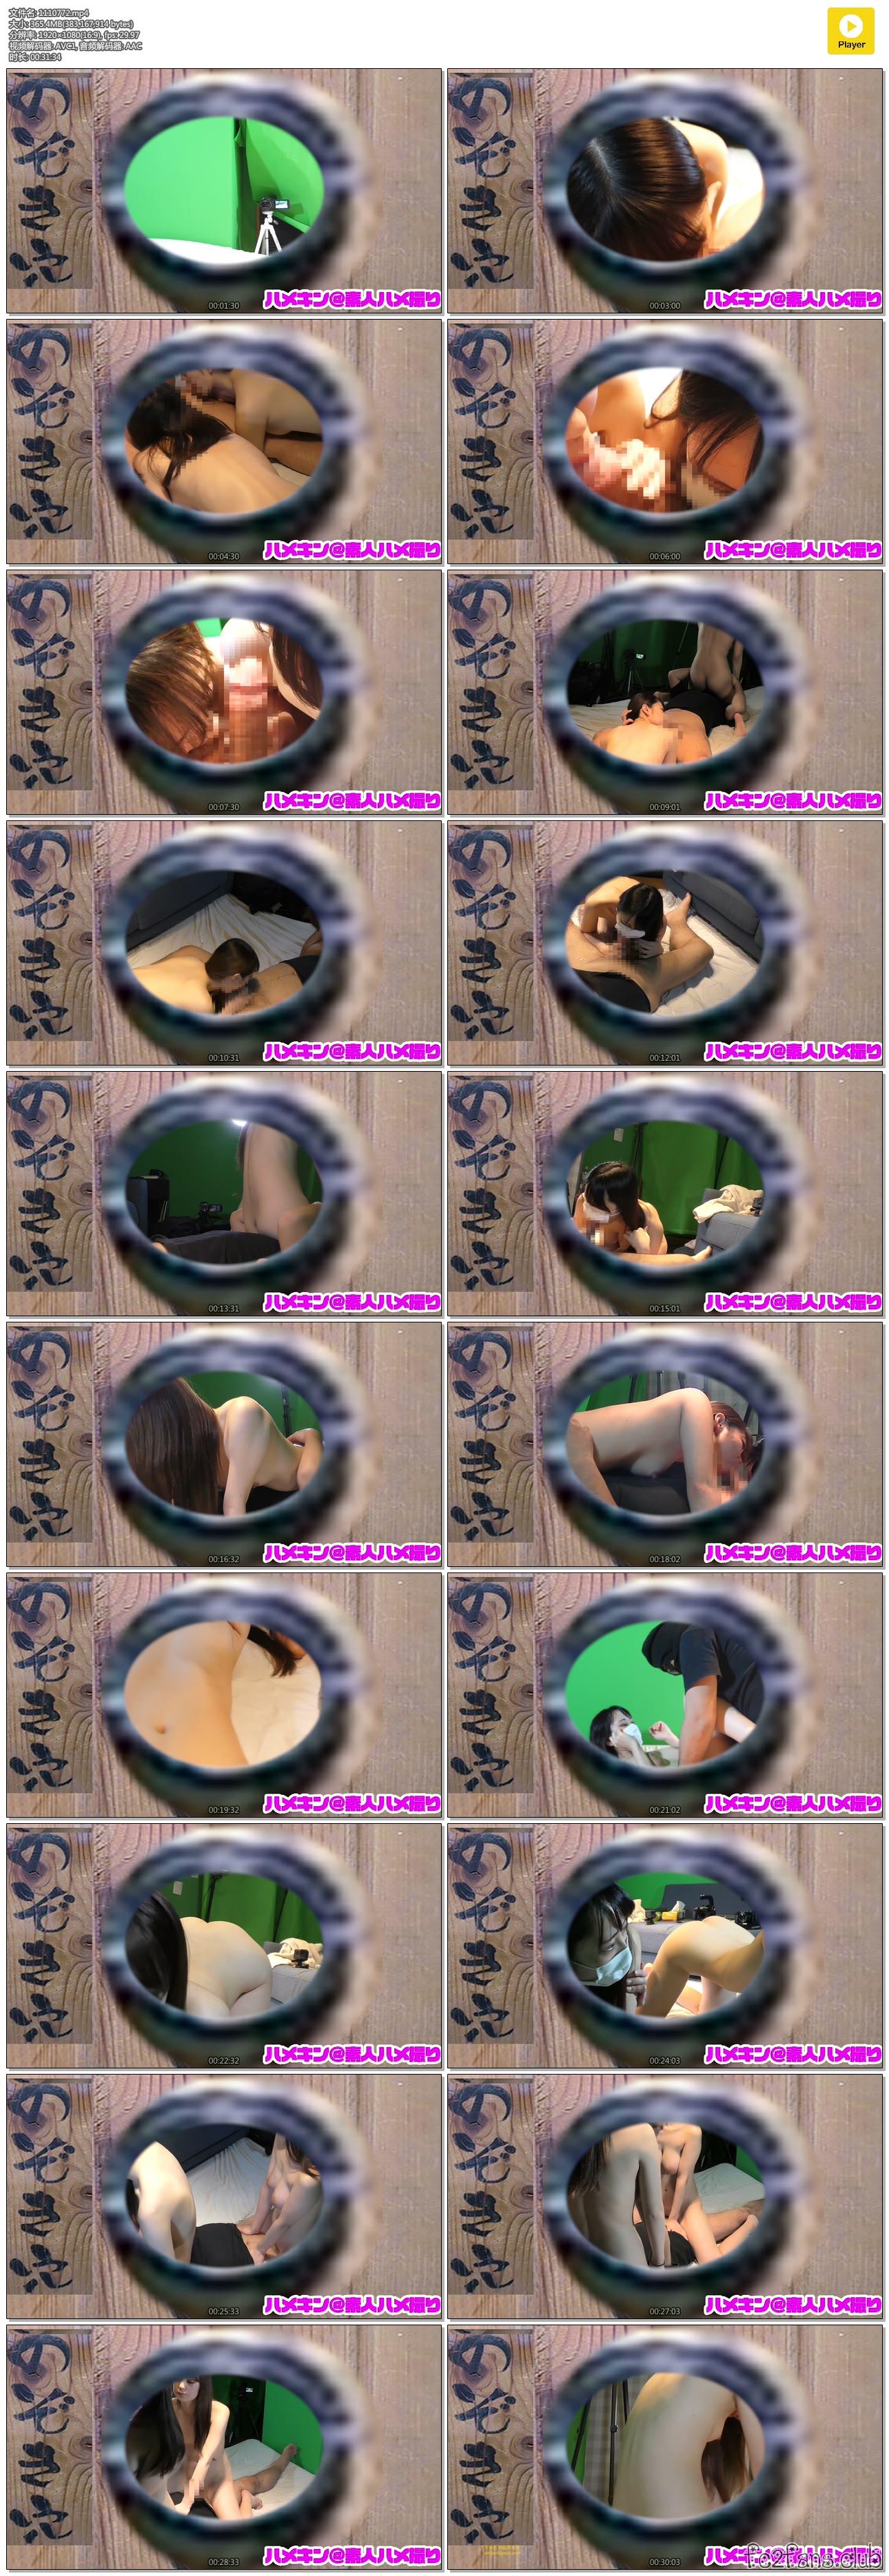 文件名: 1110772.mp4
大小: 365.4MB(383,167,914 bytes)
分辨率: 1920×1080(16:9), fps: 29.97
视频解码器: AVC1, 音频解码器: AAC
时长: 00:31:34
Player
のぞき穴
00:01:30
ハメキン@素人ハメ撮り
のぞき穴
00:03:00
ハメキン@素人ハメ撮り
のぞき穴
00:04:30
ハメキン@素人ハメ撮り
のぞき穴
00:06:00
ハメキン@素人ハメ撮り
のぞき穴
00:07:30
ハメキン@素人ハメ撮り
のぞき穴
00:09:01
ハメキン@素人ハメ撮り
のぞき穴
00:10:31
ハメキン@素人ハメ撮り
のぞき穴
00:12:01
ハメキン@素人ハメ撮り
のぞき穴
00:13:31
ハメキン@素人ハメ撮り
のぞき穴
00:15:01
ハメキン@素人ハメ撮り
のぞき穴
00:16:32
ハメキン@素人ハメ撮り
のぞき穴
00:18:02
ハメキン@素人ハメ撮り
のぞき穴
00:19:32
ハメキン@素人ハメ撮り
のぞき穴
00:21:02
ハメキン@素人ハメ撮り
のぞき穴
00:22:32
ハメキン@素人ハメ撮り
のぞき穴
00:24:03
ハメキン@素人ハメ撮り
のぞき穴
00:25:33
ハメキン@素人ハメ撮り
のぞき穴
00:27:03
ハメキン@素人ハメ撮り
のぞき穴
00:28:33
ハメキン@素人ハメ撮り
のぞき穴
00:30:03
ハメキン@素人ハメ撮り
fc2fans.club